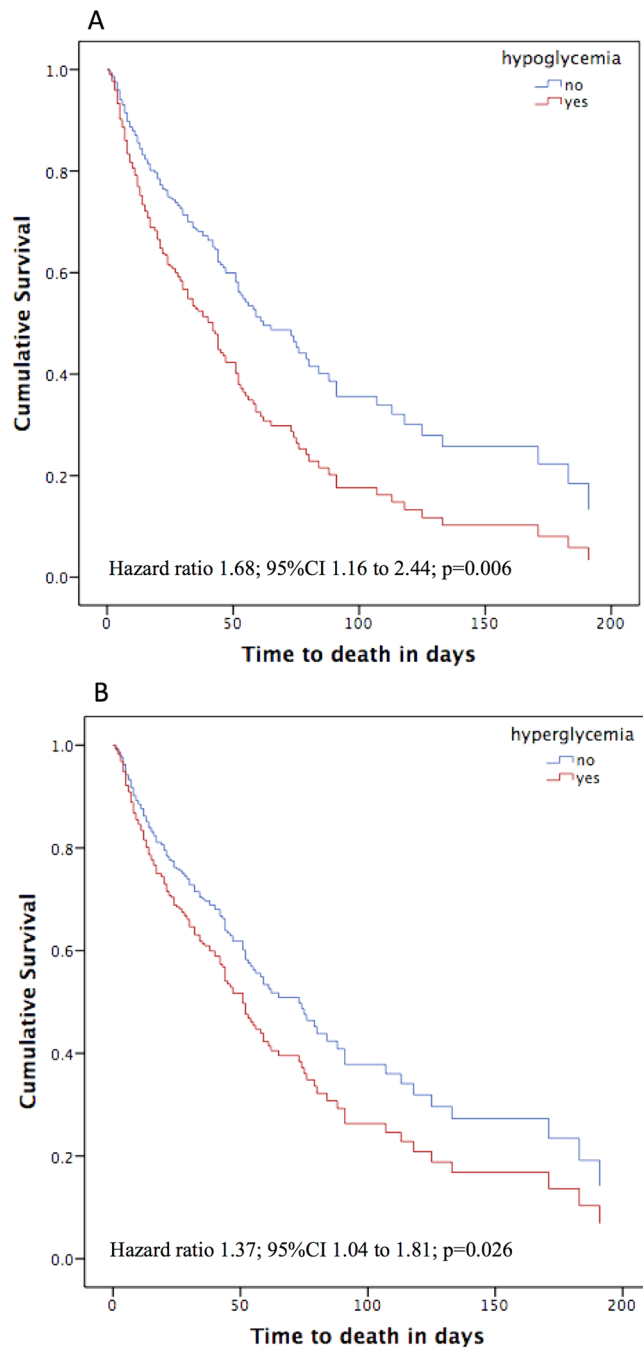 A
hypoglycemia
no
yes
1.0
0.8
0.6
0.4
0.2
0.0
Cumulative Survival
Hazard ratio 1.68; 95%CI 1.16 to 2.44; p=0.006
0 50 100 150 200
Time to death in days
B
hyperglycemia
no
yes
1.0
0.8
0.6
0.4
0.2
0.0
Cumulative Survival
Hazard ratio 1.37; 95%CI 1.04 to 1.81; p=0.026
0 50 100 150 200
Time to death in days